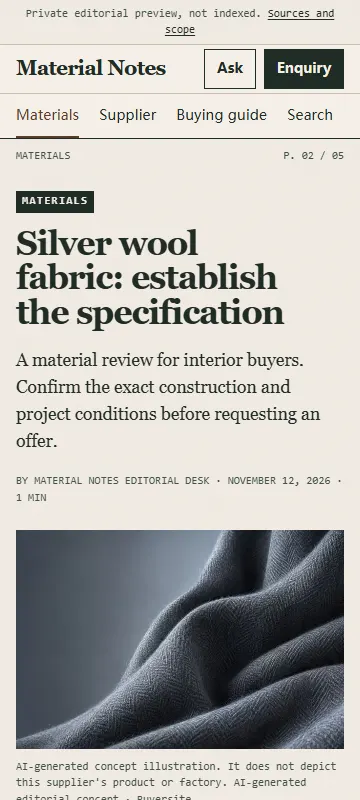 Private editorial preview, not indexed. Sources and
scope
Material Notes
Ask
Enquiry
Materials Supplier Buying guide Search
MATERIALS P. 02 / 05
MATERIALS
Silver wool
fabric: establish
the specification
A material review for interior buyers.
Confirm the exact construction and
project conditions before requesting an
offer.
BY MATERIAL NOTES EDITORIAL DESK · NOVEMBER 12, 2026 ·
1 MIN
AI-generated concept illustration. It does not depict
this supplier's product or factory. AI-generated
editorial concept · Buyersite